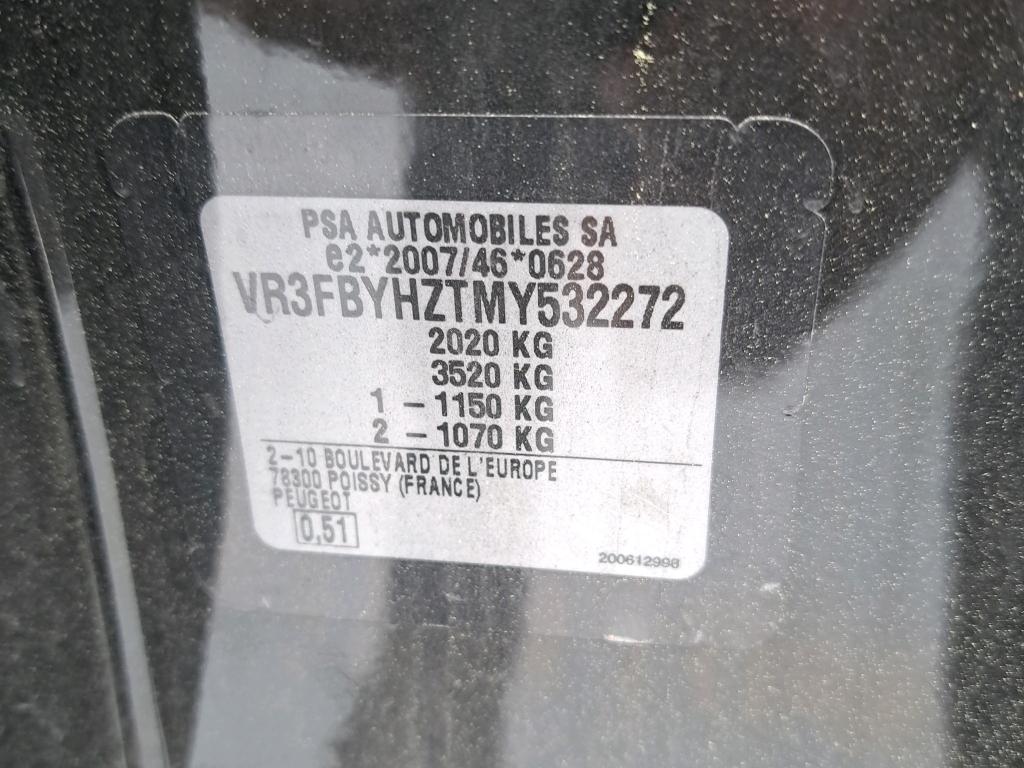 PSA AUTOMOBILES SA
e2*2007/46*0628
VR3FBYHZTMY532272
2020 KG
3520 KG
1 - 1150 KG
2 - 1070 KG
2-10 BOULEVARD DE L'EUROPE
78300 POISSY (FRANCE)
PEUGEOT
0,51
200612998